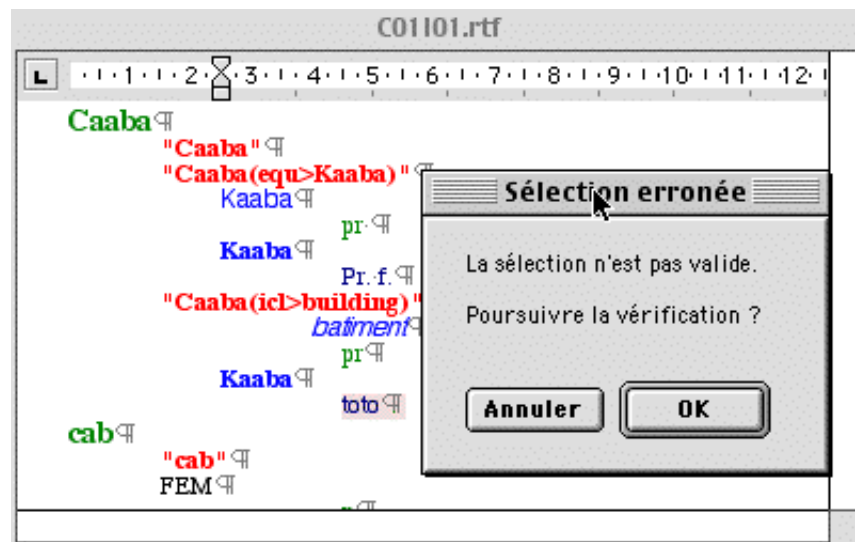 C01I01.rtf
1 2 3 4 5 6 7 8 9 10 11 12
Caaba¶
"Caaba"¶
"Caaba(equ>Kaaba)"¶
Kaaba¶
pr·¶
Kaaba¶
Pr.·f.¶
"Caaba(icl>building)"
batiment¶
pr¶
Kaaba¶
toto¶
cab¶
"cab"¶
FEM¶
Sélection erronée
La sélection n'est pas valide.
Poursuivre la vérification ?
Annuler OK